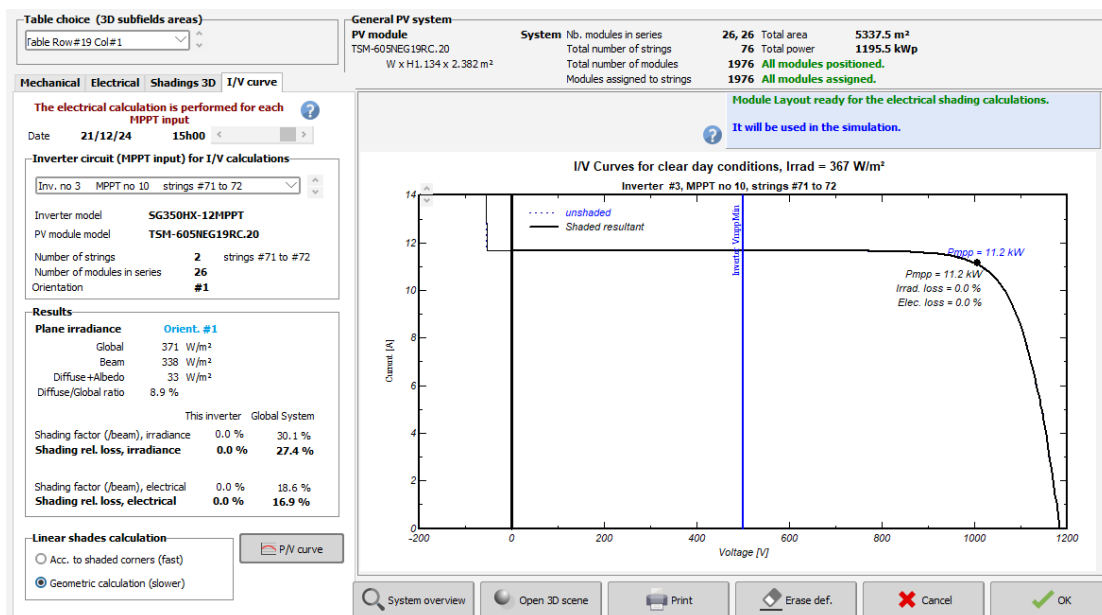 Table choice (3D subfields areas)
Table Row#19 Col#1
General PV system
PV module System Nb. modules in series 26, 26 Total area 5337.5 m²
TSM-605NEG19RC.20 Total number of strings 76 Total power 1195.5 kWp
W x H1.134 x 2.382 m² Total number of modules 1976 All modules positioned.
Modules assigned to strings 1976 All modules assigned.
Mechanical Electrical Shadings 3D I/V curve
The electrical calculation is performed for each
MPPT input
?
Date 21/12/24 15h00
Inverter circuit (MPPT input) for I/V calculations
Inv. no 3 MPPT no 10 strings #71 to 72
Inverter model SG350HX-12MPPT
PV module model TSM-605NEG19RC.20
Number of strings 2 strings #71 to #72
Number of modules in series 26
Orientation #1
Results
Plane irradiance Orient. #1
Global 371 W/m²
Beam 338 W/m²
Diffuse+Albedo 33 W/m²
Diffuse/Global ratio 8.9 %
This inverter Global System
Shading factor (/beam), irradiance 0.0 % 30.1 %
Shading rel. loss, irradiance 0.0 % 27.4 %
Shading factor (/beam), electrical 0.0 % 18.6 %
Shading rel. loss, electrical 0.0 % 16.9 %
Linear shades calculation
Acc. to shaded corners (fast)
Geometric calculation (slower)
P/V curve
Module Layout ready for the electrical shading calculations.
?
It will be used in the simulation.
I/V Curves for clear day conditions, Irrad = 367 W/m²
Inverter #3, MPPT no 10, strings #71 to 72
unshaded
Shaded resultant
Inverter VmppMin
Pmpp = 11.2 kW
Pmpp = 11.2 kW
Irrad. loss = 0.0 %
Elec. loss = 0.0 %
Current [A]
14
12
10
8
6
4
2
0
-200 0 200 400 600 800 1000 1200
Voltage [V]
System overview Open 3D scene Print Erase def. Cancel OK